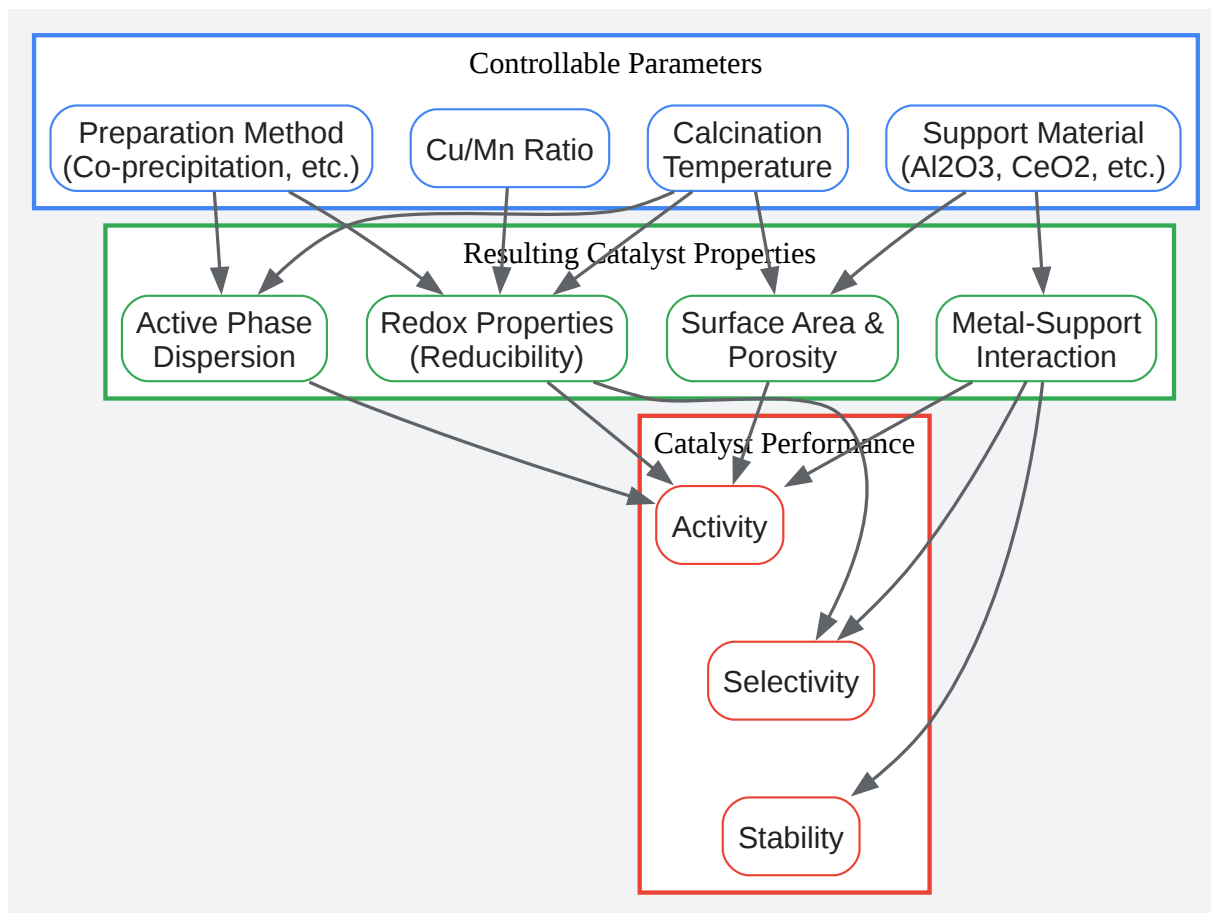 Controllable Parameters
Preparation Method
(Co-precipitation, etc.)
Cu/Mn Ratio
Calcination
Temperature
Support Material
(Al2O3, CeO2, etc.)
Resulting Catalyst Properties
Active Phase
Dispersion
Redox Properties
(Reducibility)
Surface Area &
Porosity
Metal-Support
Interaction
Catalyst Performance
Activity
Selectivity
Stability